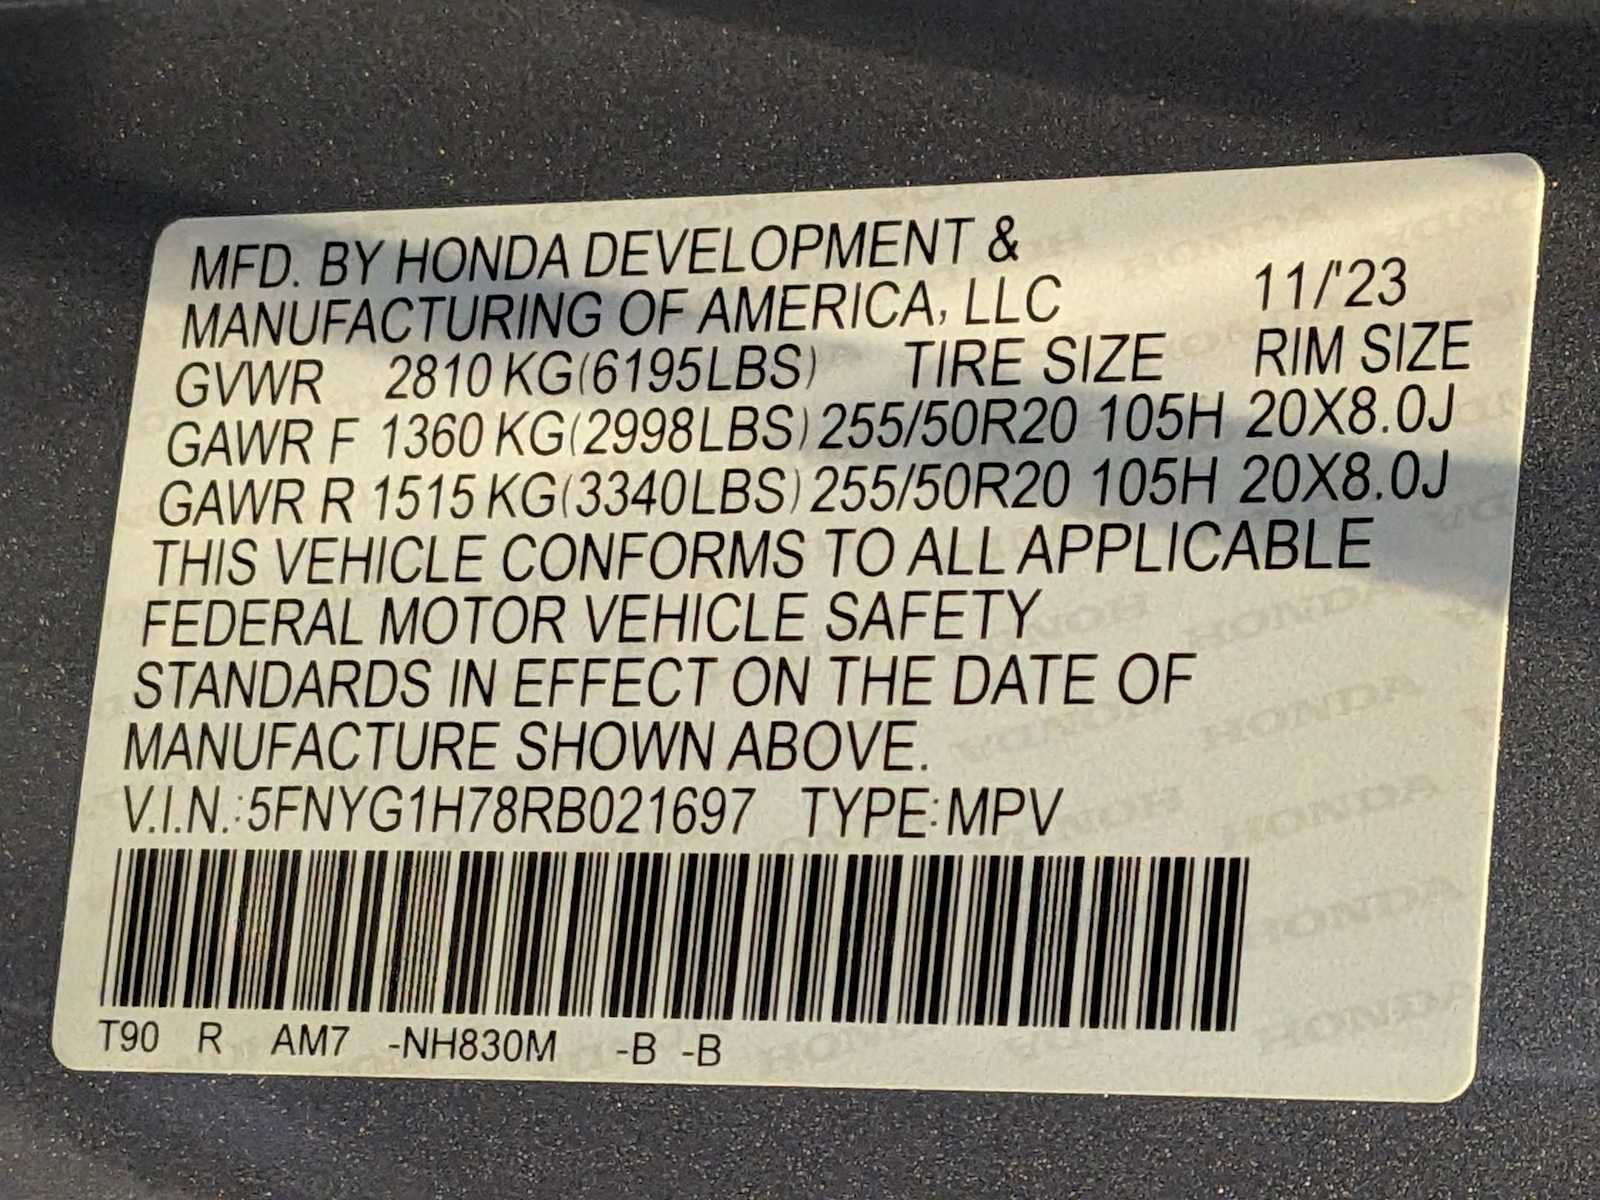 MFD. BY HONDA DEVELOPMENT &
MANUFACTURING OF AMERICA, LLC 11/'23
GVWR 2810 KG(6195LBS) TIRE SIZE RIM SIZE
GAWR F 1360 KG(2998LBS) 255/50R20 105H 20X8.0J
GAWR R 1515 KG(3340LBS) 255/50R20 105H 20X8.0J
THIS VEHICLE CONFORMS TO ALL APPLICABLE
FEDERAL MOTOR VEHICLE SAFETY
STANDARDS IN EFFECT ON THE DATE OF
MANUFACTURE SHOWN ABOVE.
V.I.N.:5FNYG1H78RB021697 TYPE:MPV
T90 R AM7 -NH830M -B -B